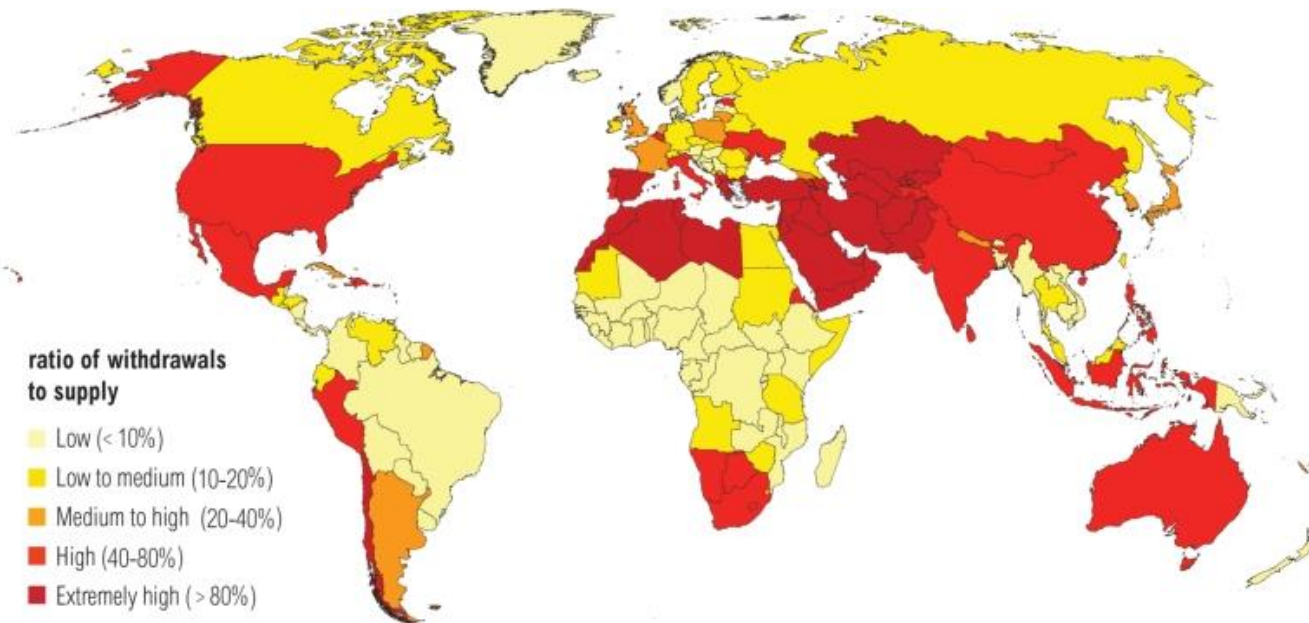 ratio of withdrawals
to supply
Low (< 10%)
Low to medium (10-20%)
Medium to high (20-40%)
High (40-80%)
Extremely high ( > 80%)